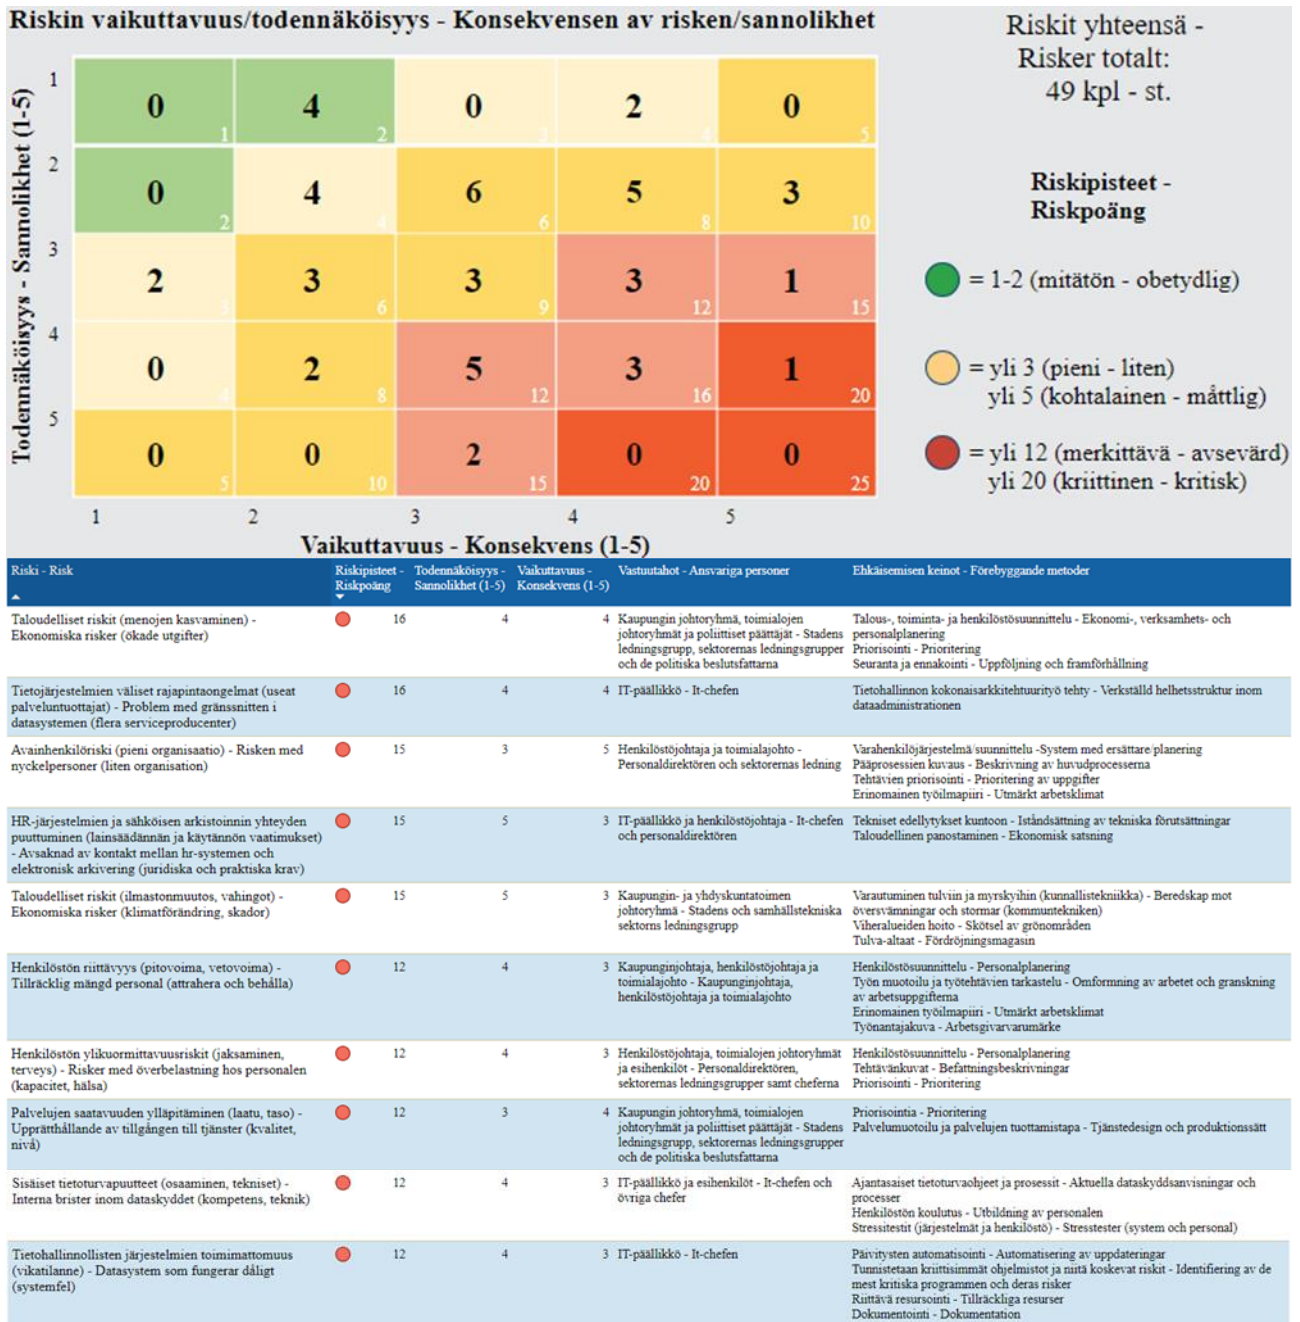 Riskin vaikuttavuus/todennäköisyys - Konsekvensen av risken/sannolikhet
Riskit yhteensä -
Risker totalt:
49 kpl - st.
Todennäköisyys - Sannolikhet (1-5)
1
0 1
4 2
0 3
2 4
0 5
2
0 2
4 4
6 6
5 8
3 10
3
2 3
3 6
3 9
3 12
1 15
4
0 4
2 8
5 12
3 16
1 20
5
0 5
0 10
2 15
0 20
0 25
1 2 3 4 5
Vaikuttavuus - Konsekvens (1-5)
Riskipisteet -
Riskpoäng
= 1-2 (mitätön - obetydlig)
= yli 3 (pieni - liten)
yli 5 (kohtalainen - måttlig)
= yli 12 (merkittävä - avsevärd)
yli 20 (kriittinen - kritisk)
Riski - Risk
Riskipisteet -
Riskpoäng
Todennäköisyys -
Sannolikhet (1-5)
Vaikuttavuus -
Konsekvens (1-5)
Vastuutahot - Ansvariga personer
Ehkäisemisen keinot - Förebyggande metoder
Taloudelliset riskit (menojen kasvaminen) -
Ekonomiska risker (ökade utgifter)
16
4
4
Kaupungin johtoryhmä, toimialojen
johtoryhmät ja poliittiset päättäjät - Stadens
ledningsgrupp, sektorernas ledningsgrupper
och de politiska beslutsfattarna
Talous-, toiminta- ja henkilöstösuunnittelu - Ekonomi-, verksamhets- och
personalplanering
Priorisointi - Prioritering
Seuranta ja ennakointi - Uppföljning och framförhållning
Tietojärjestelmien väliset rajapintaongelmat (useat
palveluntuottajat) - Problem med gränssnitten i
datasystemen (flera serviceproducenter)
16
4
4
IT-päällikkö - It-chefen
Tietohallinnon kokonaisarkkitehtuurityö tehty - Verkställd helhetsstruktur inom
dataadministrationen
Avainhenkilöriski (pieni organisaatio) - Risken med
nyckelpersoner (liten organisation)
15
3
5
Henkilöstöjohtaja ja toimialajohto -
Personaldirektören och sektorernas ledning
Varahenkilöjärjestelmä/suunnittelu -System med ersättare/planering
Pääprosessien kuvaus - Beskrivning av huvudprocesserna
Tehtävien priorisointi - Prioritering av uppgifter
Erinomainen työilmapiiri - Utmärkt arbetsklimat
HR-järjestelmien ja sähköisen arkistoinnin yhteyden
puuttuminen (lainsäädännän ja käytännön vaatimukset)
- Avsaknad av kontakt mellan hr-systemen och
elektronisk arkivering (juridiska och praktiska krav)
15
5
3
IT-päällikkö ja henkilöstöjohtaja - It-chefen
och personaldirektören
Tekniset edellytykset kuntoon - Iståndsättning av tekniska förutsättningar
Taloudellinen panostaminen - Ekonomisk satsning
Taloudelliset riskit (ilmastonmuutos, vahingot) -
Ekonomiska risker (klimatförändring, skador)
15
5
3
Kaupungin- ja yhdyskuntatoimen
johtoryhmä - Stadens och samhällstekniska
sektorns ledningsgrupp
Varautuminen tulviin ja myrskyihin (kunnallistekniikka) - Beredskap mot
översvämningar och stormar (kommuntekniken)
Viheralueiden hoito - Skötsel av grönområden
Tulva-altaat - Fördröjningsmagasin
Henkilöstön riittävyys (pitovoima, vetovoima) -
Tillräcklig mängd personal (attrahera och behålla)
12
4
3
Kaupunginjohtaja, henkilöstöjohtaja ja
toimialajohto - Kaupunginjohtaja,
henkilöstöjohtaja ja toimialajohto
Henkilöstösuunnittelu - Personalplanering
Työn muotoilu ja työtehtävien tarkastelu - Omformning av arbetet och granskning
av arbetsuppgifterna
Erinomainen työilmapiiri - Utmärkt arbetsklimat
Työnantajakuva - Arbetsgivarvarumärke
Henkilöstön ylikuormittavuusriskit (jaksaminen,
terveys) - Risker med överbelastning hos personalen
(kapacitet, hälsa)
12
4
3
Henkilöstöjohtaja, toimialojen johtoryhmät
ja esihenkilöt - Personaldirektören,
sektorernas ledningsgrupper samt cheferna
Henkilöstösuunnittelu - Personalplanering
Tehtävänkuvat - Befattningsbeskrivningar
Priorisointi - Prioritering
Palvelujen saatavuuden ylläpitäminen (laatu, taso) -
Upprätthållande av tillgången till tjänster (kvalitet,
nivå)
12
3
4
Kaupungin johtoryhmä, toimialojen
johtoryhmät ja poliittiset päättäjät - Stadens
ledningsgrupp, sektorernas ledningsgrupper
och de politiska beslutsfattarna
Priorisointia - Prioritering
Palvelumuotoilu ja palvelujen tuottamistapa - Tjänstedesign och produktionssätt
Sisäiset tietoturvapuutteet (osaaminen, tekniset) -
Interna brister inom dataskyddet (kompetens, teknik)
12
4
3
IT-päällikkö ja esihenkilöt - It-chefen och
övriga chefer
Ajantasaiset tietoturvaohjeet ja prosessit - Aktuella dataskyddsanvisningar och
processer
Henkilöstön koulutus - Utbildning av personalen
Stressitestit (järjestelmät ja henkilöstö) - Stresstester (system och personal)
Tietohallinnollisten järjestelmien toimimattomuus
(vikatilanne) - Datasystem som fungerar dåligt
(systemfel)
12
4
3
IT-päällikkö - It-chefen
Päivitysten automatisointi - Automatisering av uppdateringar
Tunnistetaan kriittisimmät ohjelmistot ja niitä koskevat riskit - Identifiering av de
mest kritiska programmen och deras risker
Riittävä resursointi - Tillräckliga resurser
Dokumentointi - Dokumentation